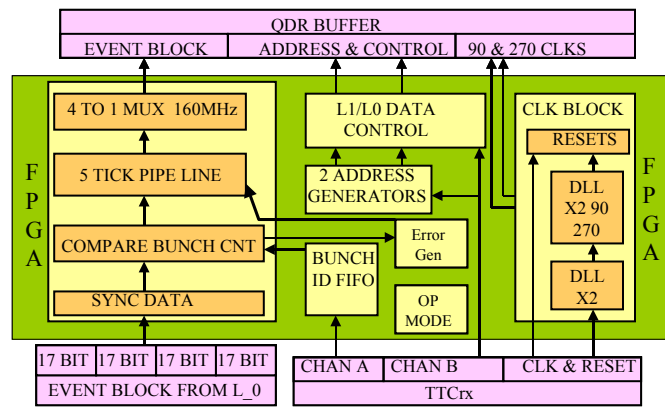 QDR BUFFER
EVENT BLOCK
ADDRESS & CONTROL
90 & 270 CLKS
4 TO 1 MUX 160MHz
5 TICK PIPE LINE
COMPARE BUNCH CNT
SYNC DATA
L1/L0 DATA
CONTROL
2 ADDRESS
GENERATORS
Error
Gen
BUNCH
ID FIFO
OP
MODE
CLK BLOCK
RESETS
DLL
X2 90
270
DLL
X2
F
P
G
A
F
P
G
A
17 BIT
17 BIT
17 BIT
17 BIT
EVENT BLOCK FROM L_0
CHAN A
CHAN B
CLK & RESET
TTCrx